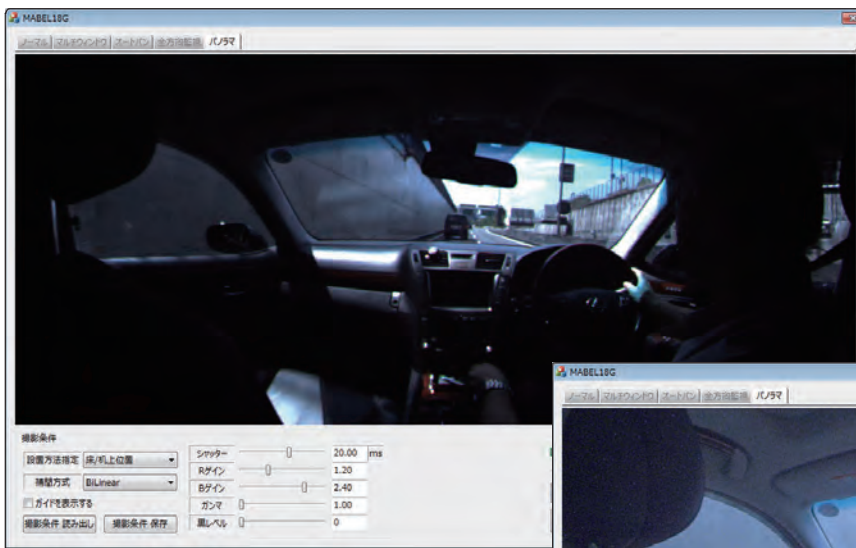 MABEL18G
ノーマル マルチウィンドウ オートパン 全方向監視 パノラマ
撮影条件
設置方法指定 床/机上位置
補間方式 BiLinear
ガイドを表示する
撮影条件 読み出し 撮影条件 保存
シャッター 20.00 ms
Rゲイン 1.20
Bゲイン 2.40
ガンマ 1.00
黒レベル 0
MABEL18G
ノーマル マルチウィンドウ オートパン 全方向監視 パノラマ